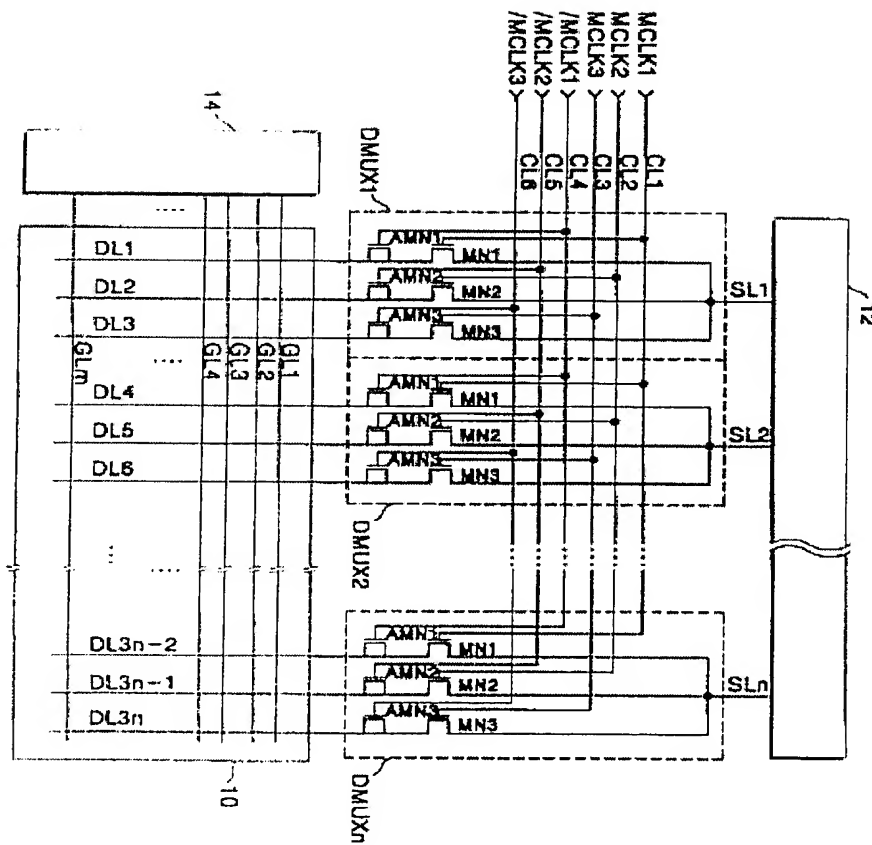 MCLK1
MCLK2
MCLK3
/MCLK1
/MCLK2
/MCLK3
CL1
CL2
CL3
CL4
CL5
CL6
14
12
DMUX1
AMN1
MN1
AMN2
MN2
AMN3
MN3
DL1
DL2
DL3
SL1
GL1
GL2
GL3
GL4
GLm
AMN1
MN1
AMN2
MN2
AMN3
MN3
DL4
DL5
DL6
SL2
DMUX2
AMN1
MN1
AMN2
MN2
AMN3
MN3
DL3n-2
DL3n-1
DL3n
SLn
10
DMUXn